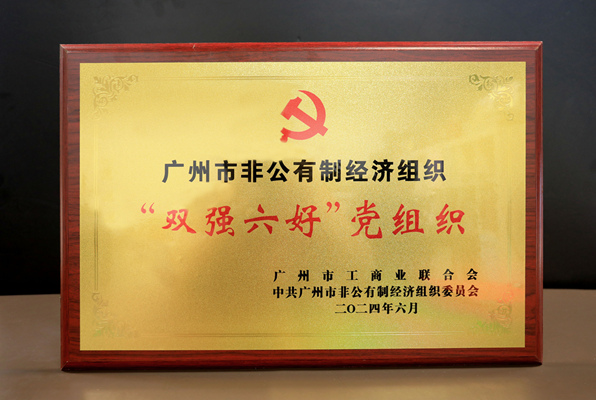 广州市非公有制经济组织
“双强六好”党组织
广州市工商业联合会
中共广州市非公有制经济组织委员会
二〇二四年六月